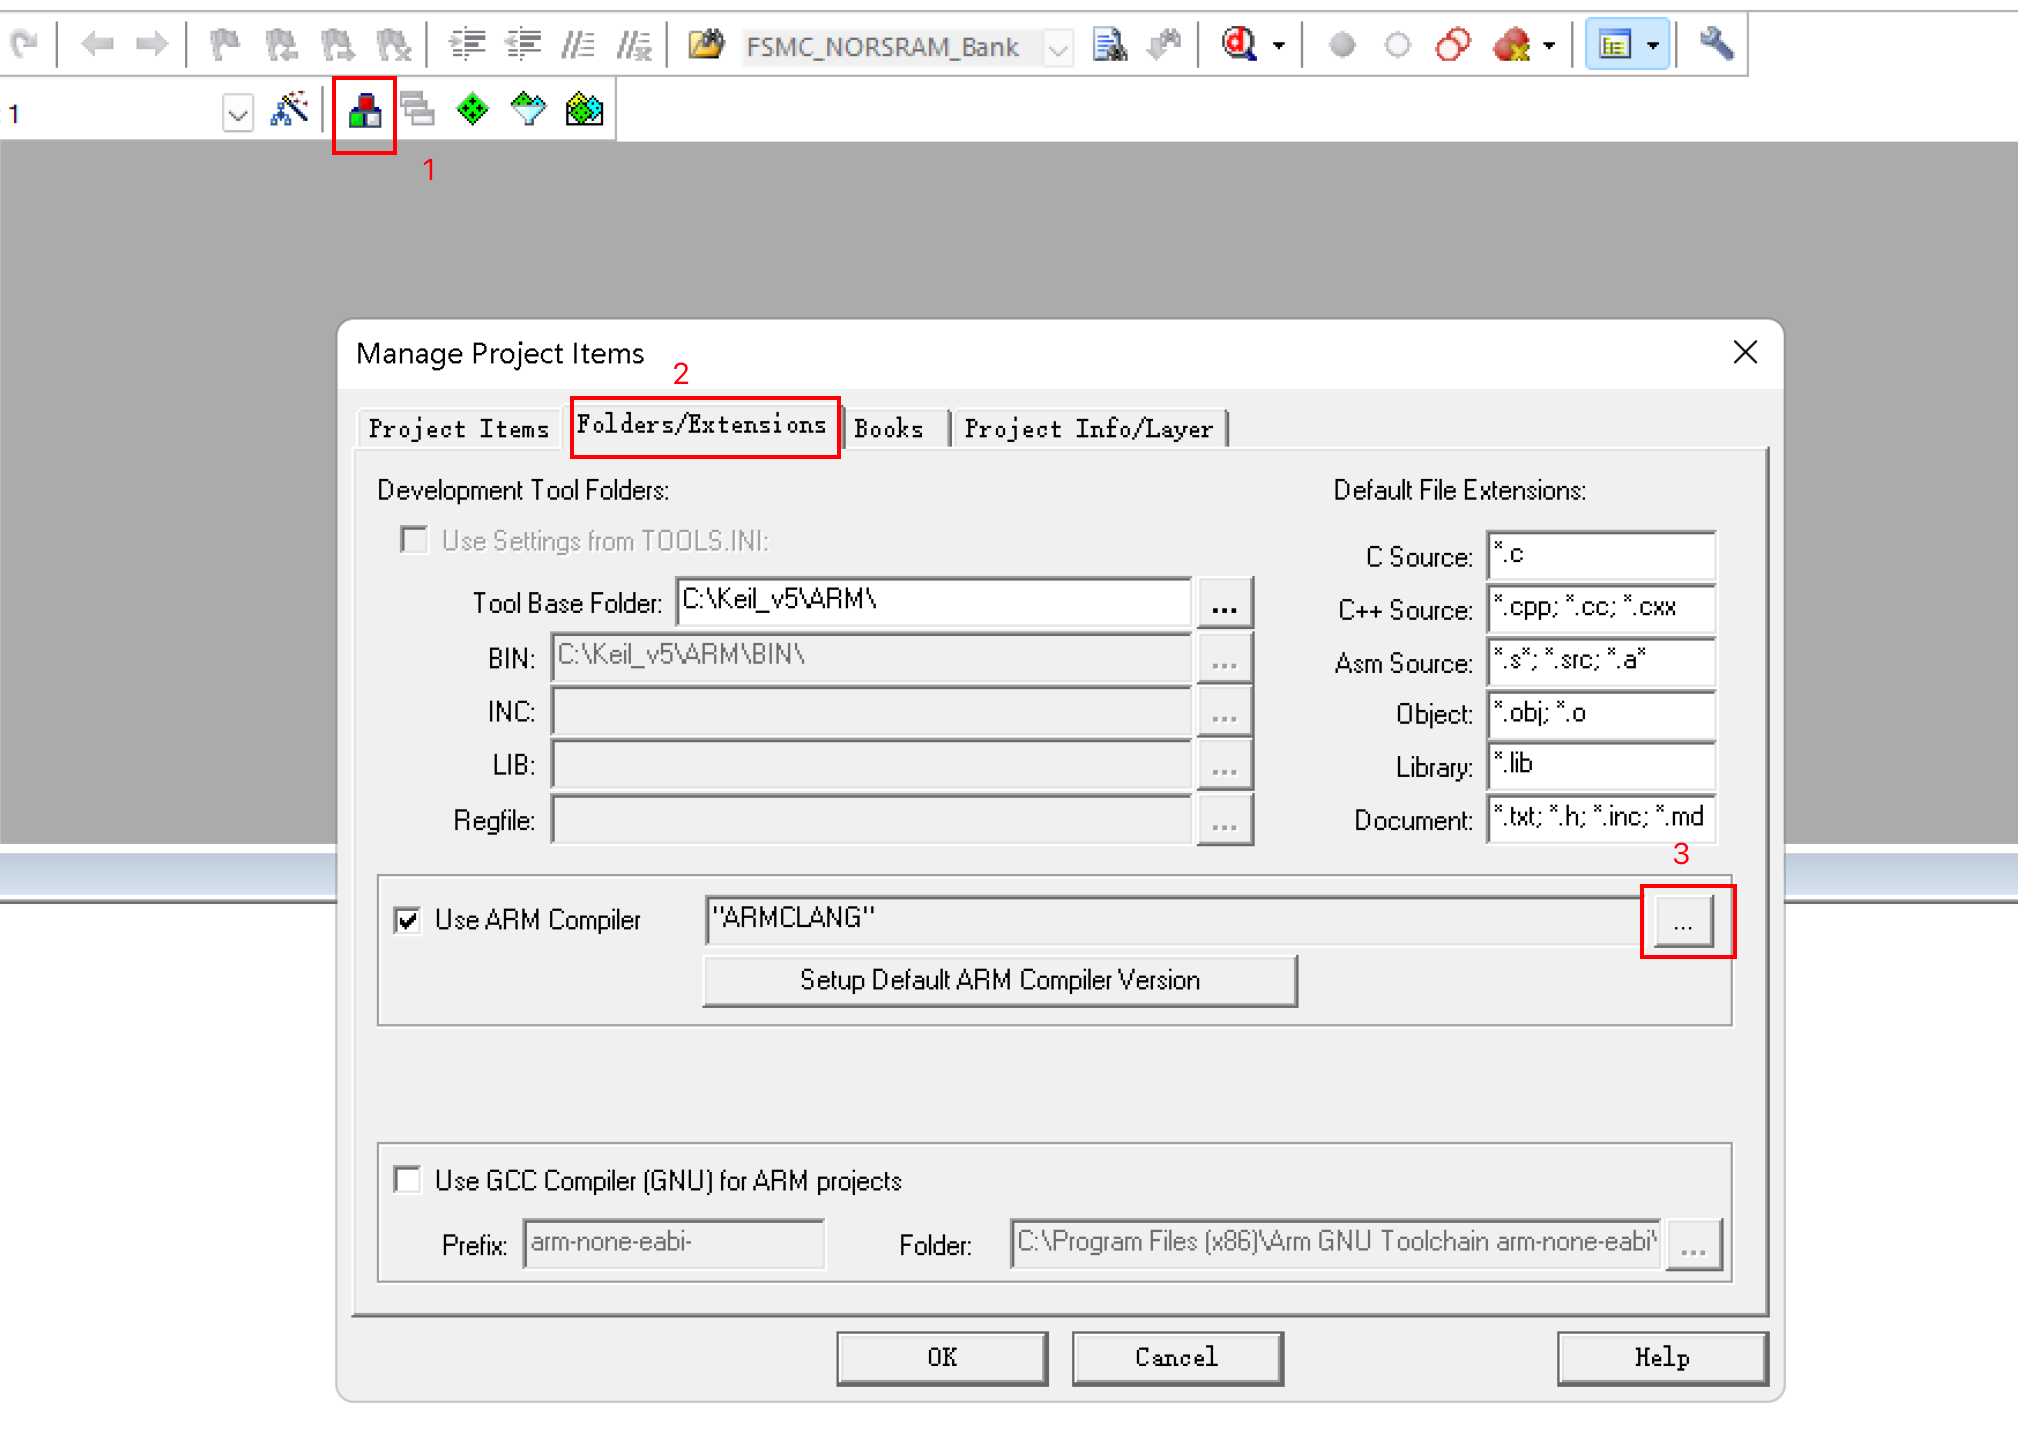 FSMC_NORSRAM_Bank
1
1
Manage Project Items
2
Project Items
Folders/Extensions
Books
Project Info/Layer
Development Tool Folders:
Default File Extensions:
Use Settings from TOOLS.INI:
C Source: *.c
Tool Base Folder: C:\Keil_v5\ARM\ ...
C++ Source: *.cpp; *.cc; *.cxx
BIN: C:\Keil_v5\ARM\BIN\ ...
Asm Source: *.s*; *.src; *.a*
INC: ...
Object: *.obj; *.o
LIB: ...
Library: *.lib
Regfile: ...
Document: *.txt; *.h; *.inc; *.md
3
Use ARM Compiler "ARMCLANG" ...
Setup Default ARM Compiler Version
Use GCC Compiler (GNU) for ARM projects
Prefix: arm-none-eabi- Folder: C:\Program Files (x86)\Arm GNU Toolchain arm-none-eabi\ ...
OK
Cancel
Help